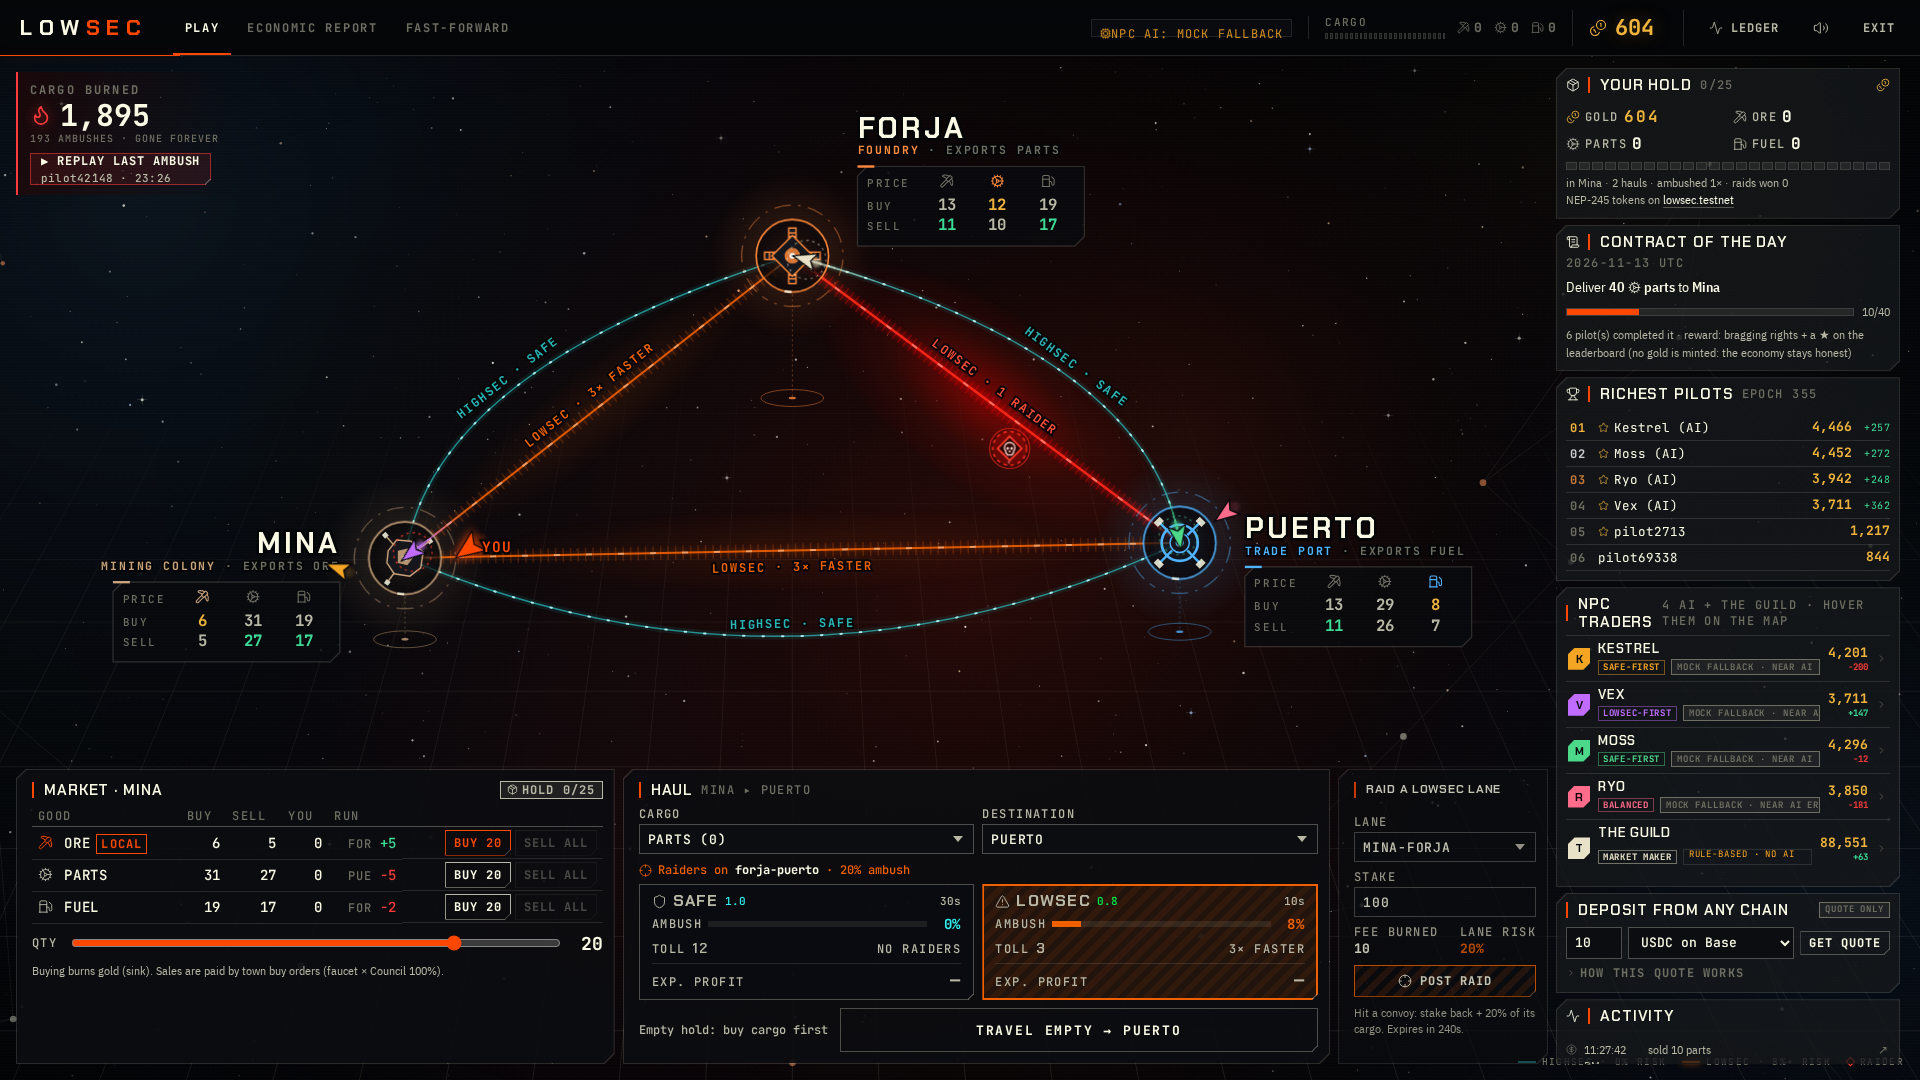 LOWSEC
PLAY
ECONOMIC REPORT
FAST-FORWARD
NPC AI: MOCK FALLBACK
CARGO
0 0 0
604
LEDGER
EXIT
CARGO BURNED
1,895
193 AMBUSHES · GONE FOREVER
▶ REPLAY LAST AMBUSH
pilot42148 · 23:26
FORJA
FOUNDRY · EXPORTS PARTS
PRICE
BUY 13 12 19
SELL 11 10 17
HIGHSEC · SAFE
LOWSEC · 3× FASTER
LOWSEC · 1 RAIDER
HIGHSEC · SAFE
MINA
MINING COLONY · EXPORTS
PRICE
BUY 6 31 19
SELL 5 27 17
YOU
LOWSEC · 3× FASTER
HIGHSEC · SAFE
PUERTO
TRADE PORT · EXPORTS FUEL
PRICE
BUY 13 29 8
SELL 11 26 7
YOUR HOLD 0/25
GOLD 604 ORE 0
PARTS 0 FUEL 0
in Mina · 2 hauls · ambushed 1× · raids won 0
NEP-245 tokens on lowsec.testnet
CONTRACT OF THE DAY
2026-11-13 UTC
Deliver 40 parts to Mina
10/40
6 pilot(s) completed it · reward: bragging rights + a ★ on the
leaderboard (no gold is minted: the economy stays honest)
RICHEST PILOTS EPOCH 355
01 Kestrel (AI) 4,466 +257
02 Moss (AI) 4,452 +272
03 Ryo (AI) 3,942 +248
04 Vex (AI) 3,711 +362
05 pilot2713 1,217
06 pilot69338 844
NPC TRADERS
4 AI + THE GUILD · HOVER THEM ON THE MAP
K KESTREL 4,201
SAFE-FIRST MOCK FALLBACK · NEAR AI -200
V VEX 3,711
LOWSEC-FIRST MOCK FALLBACK · NEAR A +147
M MOSS 4,296
SAFE-FIRST MOCK FALLBACK · NEAR AI -12
R RYO 3,850
BALANCED MOCK FALLBACK · NEAR AI ER -181
T THE GUILD 88,551
MARKET MAKER RULE-BASED · NO AI +63
DEPOSIT FROM ANY CHAIN QUOTE ONLY
10 USDC on Base GET QUOTE
HOW THIS QUOTE WORKS
ACTIVITY
11:27:42 sold 10 parts ↗
MARKET · MINA HOLD 0/25
GOOD BUY SELL YOU RUN
ORE LOCAL 6 5 0 FOR +5 BUY 20 SELL ALL
PARTS 31 27 0 PUE -5 BUY 20 SELL ALL
FUEL 19 17 0 FOR -2 BUY 20 SELL ALL
QTY 20
Buying burns gold (sink). Sales are paid by town buy orders (faucet × Council 100%).
HAUL MINA ▸ PUERTO
CARGO DESTINATION
PARTS (0) PUERTO
Raiders on forja-puerto · 20% ambush
SAFE 1.0 30s
AMBUSH 0%
TOLL 12 NO RAIDERS
EXP. PROFIT —
LOWSEC 0.8 10s
AMBUSH 8%
TOLL 3 3× FASTER
EXP. PROFIT —
Empty hold: buy cargo first
TRAVEL EMPTY → PUERTO
RAID A LOWSEC LANE
LANE
MINA-FORJA
STAKE
100
FEE BURNED LANE RISK
10 20%
POST RAID
Hit a convoy: stake back + 20% of its
cargo. Expires in 240s.
RISK LOWSEC · 8%+ RISK RAIDER